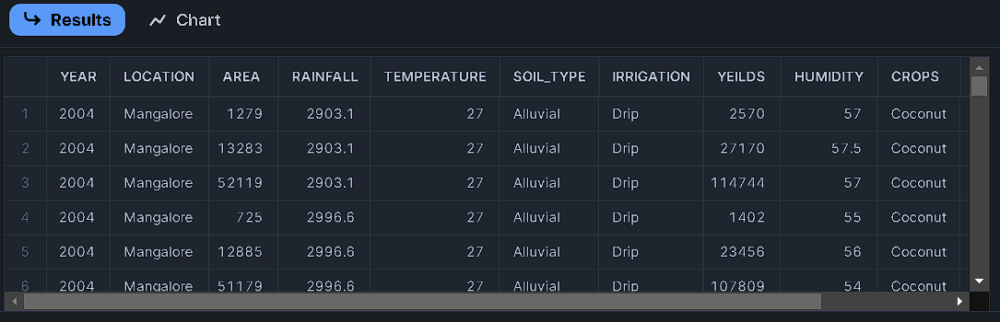 Results Chart
YEAR LOCATION AREA RAINFALL TEMPERATURE SOIL_TYPE IRRIGATION YEILDS HUMIDITY CROPS
1 2004 Mangalore 1279 2903.1 27 Alluvial Drip 2570 57 Coconut
2 2004 Mangalore 13283 2903.1 27 Alluvial Drip 27170 57.5 Coconut
3 2004 Mangalore 52119 2903.1 27 Alluvial Drip 114744 57 Coconut
4 2004 Mangalore 725 2996.6 27 Alluvial Drip 1402 55 Coconut
5 2004 Mangalore 12885 2996.6 27 Alluvial Drip 23456 56 Coconut
6 2004 Mangalore 51179 2996.6 27 Alluvial Drip 107809 54 Coconut